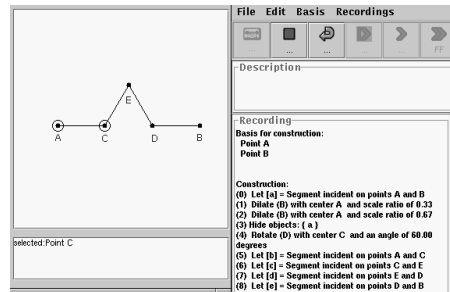 File Edit Basis Recordings
... ... ... ... ...
FF
Description
E
A C D B
selected:Point C
Recording
Basis for construction:
Point A
Point B
Construction:
(0) Let [a] = Segment incident on points A and B
(1) Dilate (B) with center A and scale ratio of 0.33
(2) Dilate (B) with center A and scale ratio of 0.67
(3) Hide objects: { a }
(4) Rotate (D) with center C and an angle of 60.00
degrees
(5) Let [b] = Segment incident on points A and C
(6) Let [c] = Segment incident on points C and E
(7) Let [d] = Segment incident on points E and D
(8) Let [e] = Segment incident on points D and B